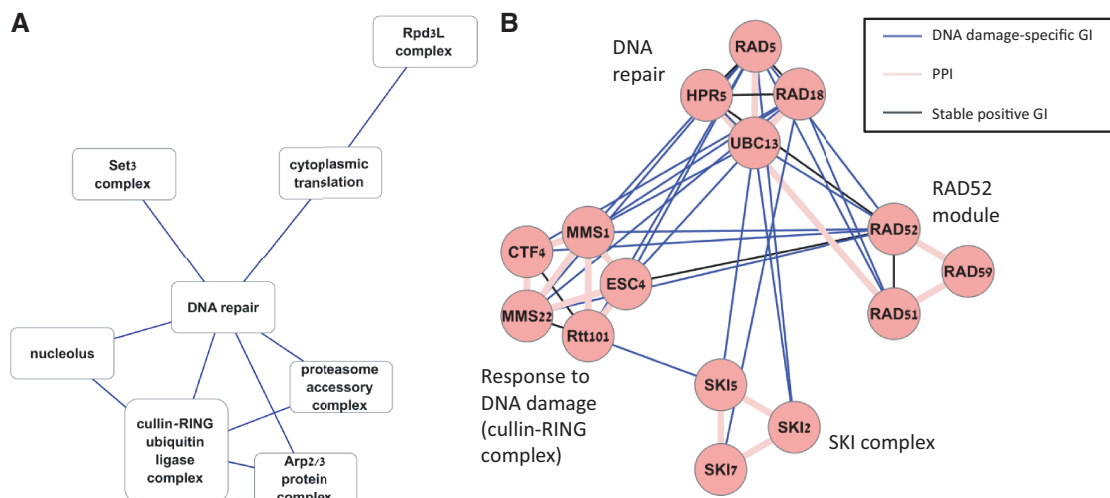 A
Rpd3L
complex
Set3
complex
cytoplasmic
translation
DNA repair
nucleolus
proteasome
accessory
complex
cullin-RING
ubiquitin
ligase
complex
Arp2/3
protein
complex
B
DNA
repair
RAD5
HPR5
RAD18
UBC13
DNA damage-specific GI
PPI
Stable positive GI
RAD52
module
RAD52
RAD59
RAD51
MMS1
CTF4
ESC4
MMS22
Rtt101
Response to
DNA damage
(cullin-RING
complex)
SKI5
SKI2
SKI7
SKI complex